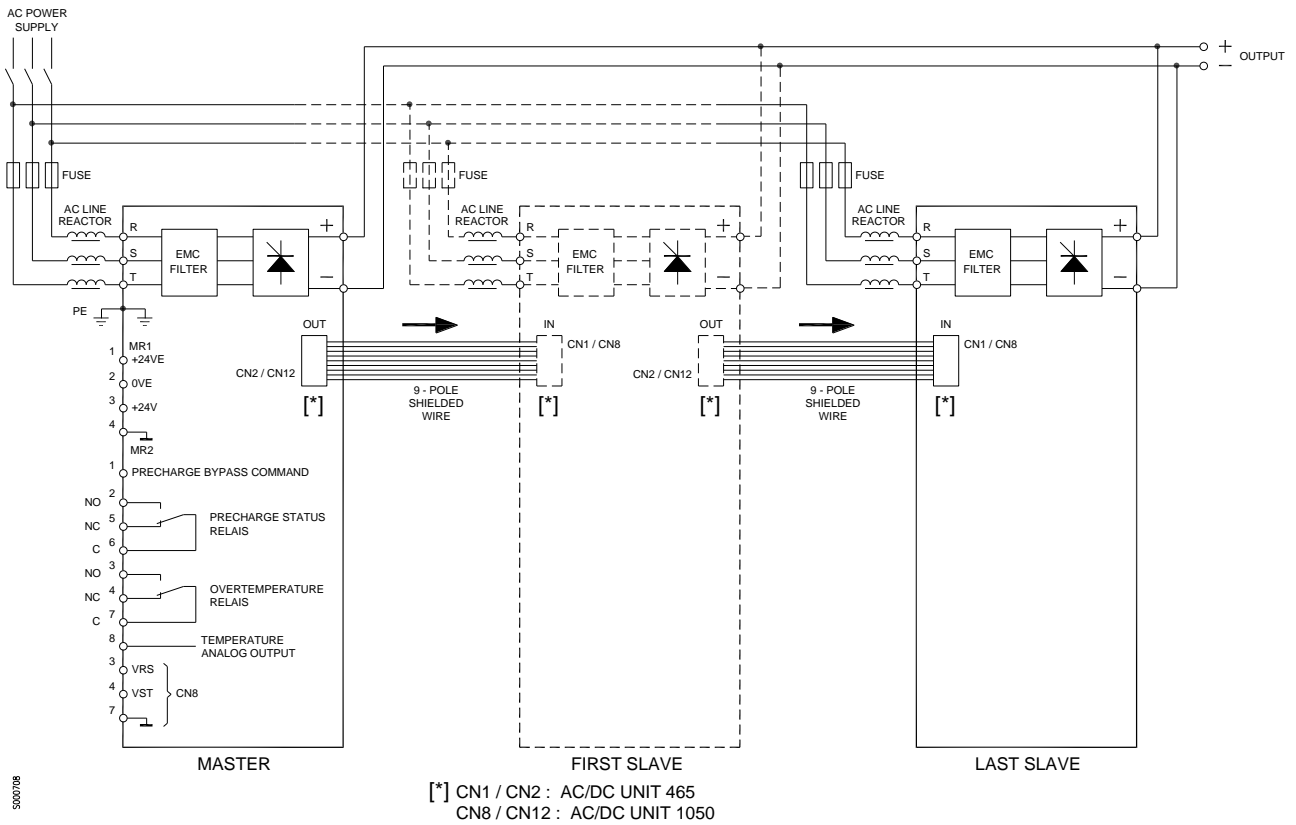 AC POWER
SUPPLY
+
OUTPUT
—
FUSE
FUSE
FUSE
AC LINE
REACTOR
R
S
T
EMC
FILTER
+
—
AC LINE
REACTOR
R
S
T
EMC
FILTER
+
—
AC LINE
REACTOR
R
S
T
EMC
FILTER
+
—
PE
OUT
CN2 / CN12
[*]
9 - POLE
SHIELDED
WIRE
IN
CN1 / CN8
[*]
OUT
CN2 / CN12
[*]
9 - POLE
SHIELDED
WIRE
IN
CN1 / CN8
[*]
MR1
1 +24VE
2 0VE
3 +24V
4
MR2
1 PRECHARGE BYPASS COMMAND
NO 2
NC 5
C 6
PRECHARGE STATUS
RELAIS
NO 3
NC 4
C 7
OVERTEMPERATURE
RELAIS
8 TEMPERATURE
ANALOG OUTPUT
3 VRS
4 VST
7
CN8
MASTER
FIRST SLAVE
LAST SLAVE
[*] CN1 / CN2 : AC/DC UNIT 465
CN8 / CN12 : AC/DC UNIT 1050
S000708